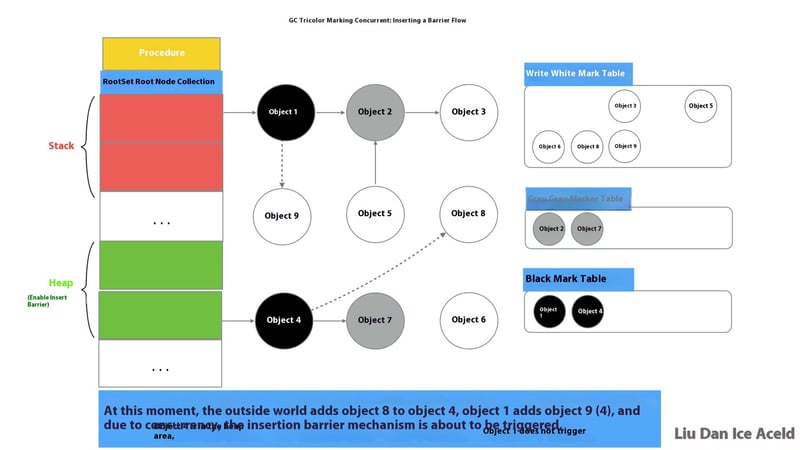 GC Tricolor Marking Concurrent: Inserting a Barrier Flow
Procedure
RootSet Root Node Collection
Stack
. . .
Heap
(Enable Insert
Barrier)
. . .
Object 1
Object 2
Object 3
Object 9
Object 5
Object 8
Object 4
Object 7
Object 6
Write White Mark Table
Object 3
Object 5
Object 6
Object 8
Object 9
Table
Object 2
Object 7
Black Mark Table
Object
1
Object 4
At this moment, the outside world adds object 8 to object 4, object 1 adds object 9 (4), and
due to the insertion barrier mechanism is about to be triggered.
area,
Object 1 does not trigger
Liu Dan Ice Aceld